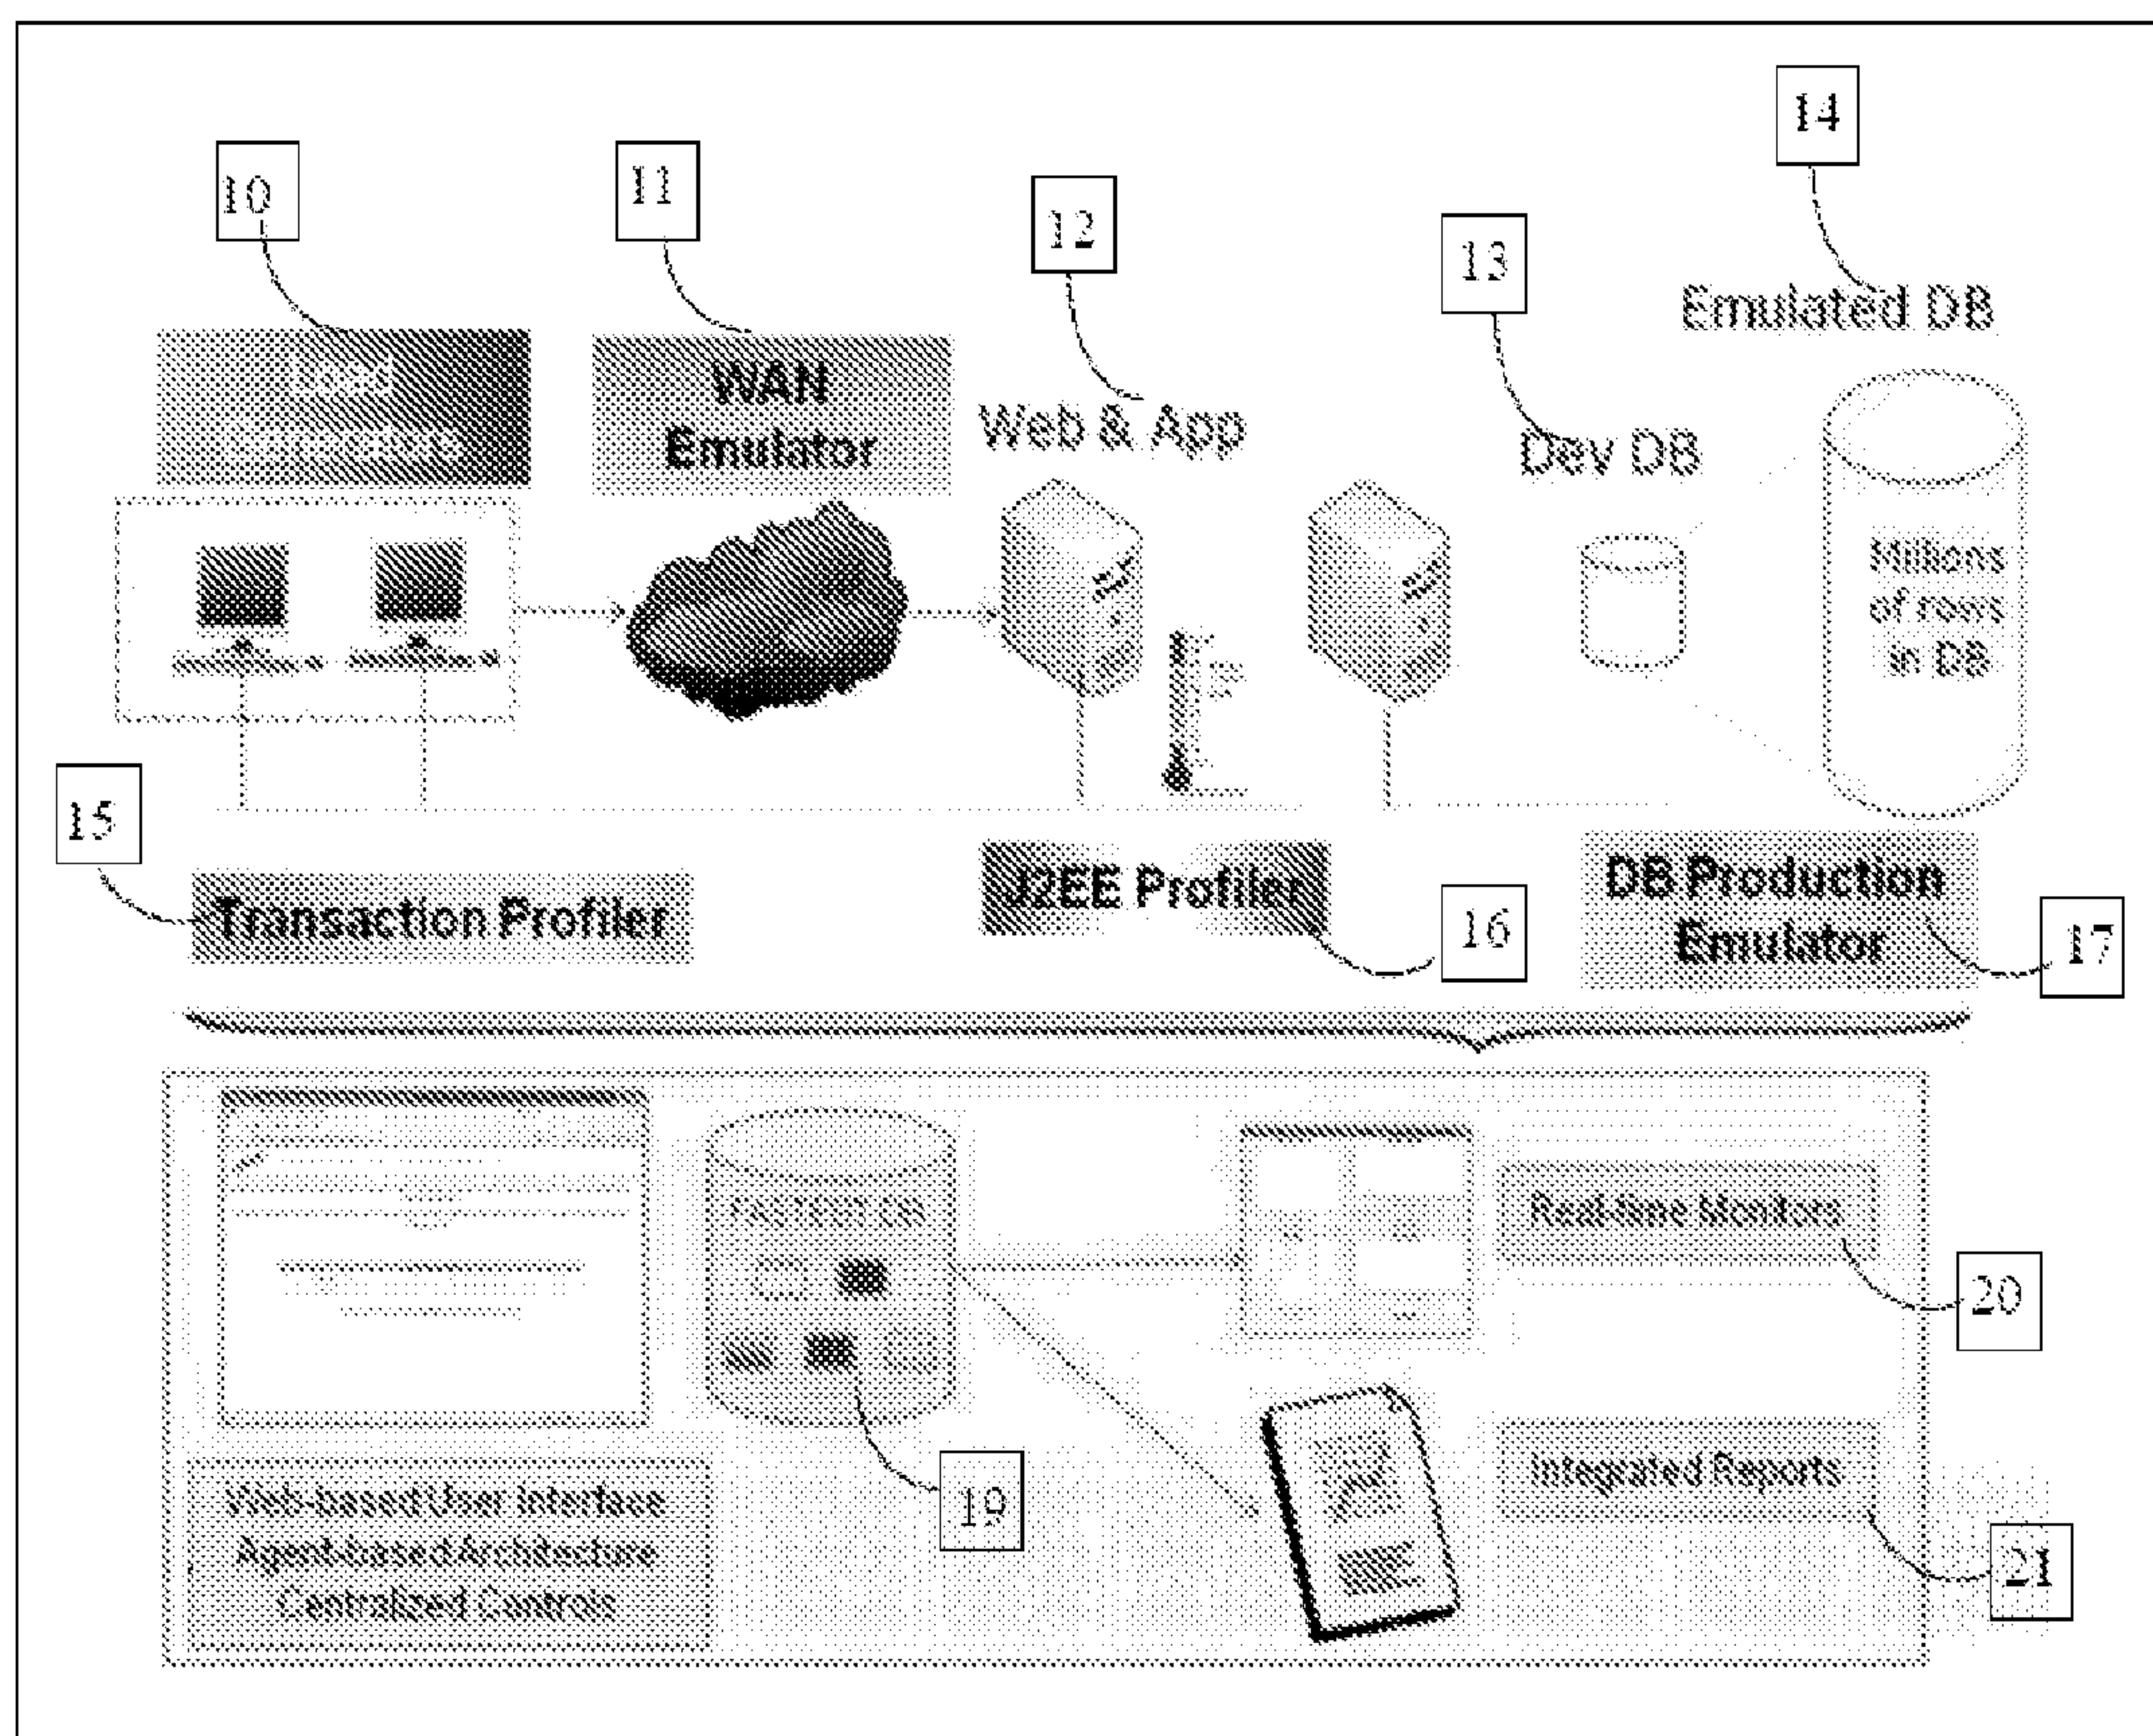 14
10
11
12
13
Emulated DB
Load
WAN
Emulator
Web & App
Dev DB
Millions
of rows
in DB
15
Transaction Profiler
J2EE Profiler
16
DB Production
Emulator
17
Real-time Monitors
20
Integrated Reports
19
21
Web-based User Interface
Agent-based Architecture
Centralized Controls